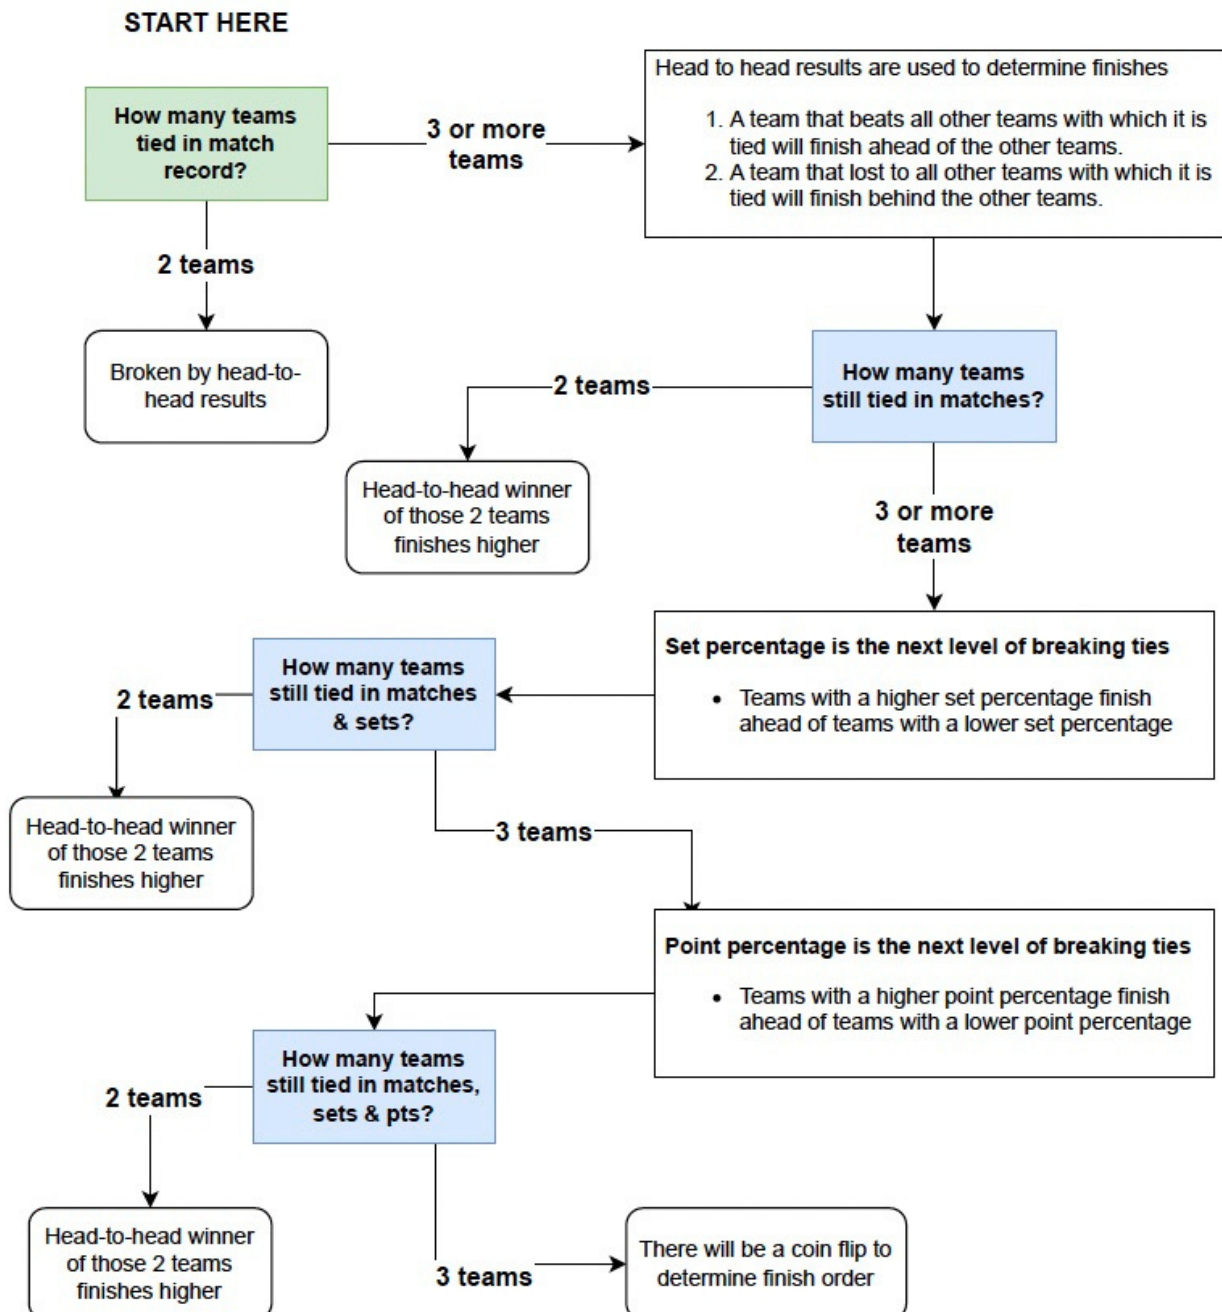 START HERE
How many teams
tied in match
record?
3 or more
teams
Head to head results are used to determine finishes
1. A team that beats all other teams with which it is
tied will finish ahead of the other teams.
2. A team that lost to all other teams with which it is
tied will finish behind the other teams.
2 teams
Broken by head-to-
head results
How many teams
still tied in matches?
2 teams
Head-to-head winner
of those 2 teams
finishes higher
3 or more
teams
Set percentage is the next level of breaking ties
• Teams with a higher set percentage finish
ahead of teams with a lower set percentage
How many teams
still tied in matches
& sets?
2 teams
Head-to-head winner
of those 2 teams
finishes higher
3 teams
Point percentage is the next level of breaking ties
• Teams with a higher point percentage finish
ahead of teams with a lower point percentage
How many teams
still tied in matches,
sets & pts?
2 teams
Head-to-head winner
of those 2 teams
finishes higher
3 teams
There will be a coin flip to
determine finish order